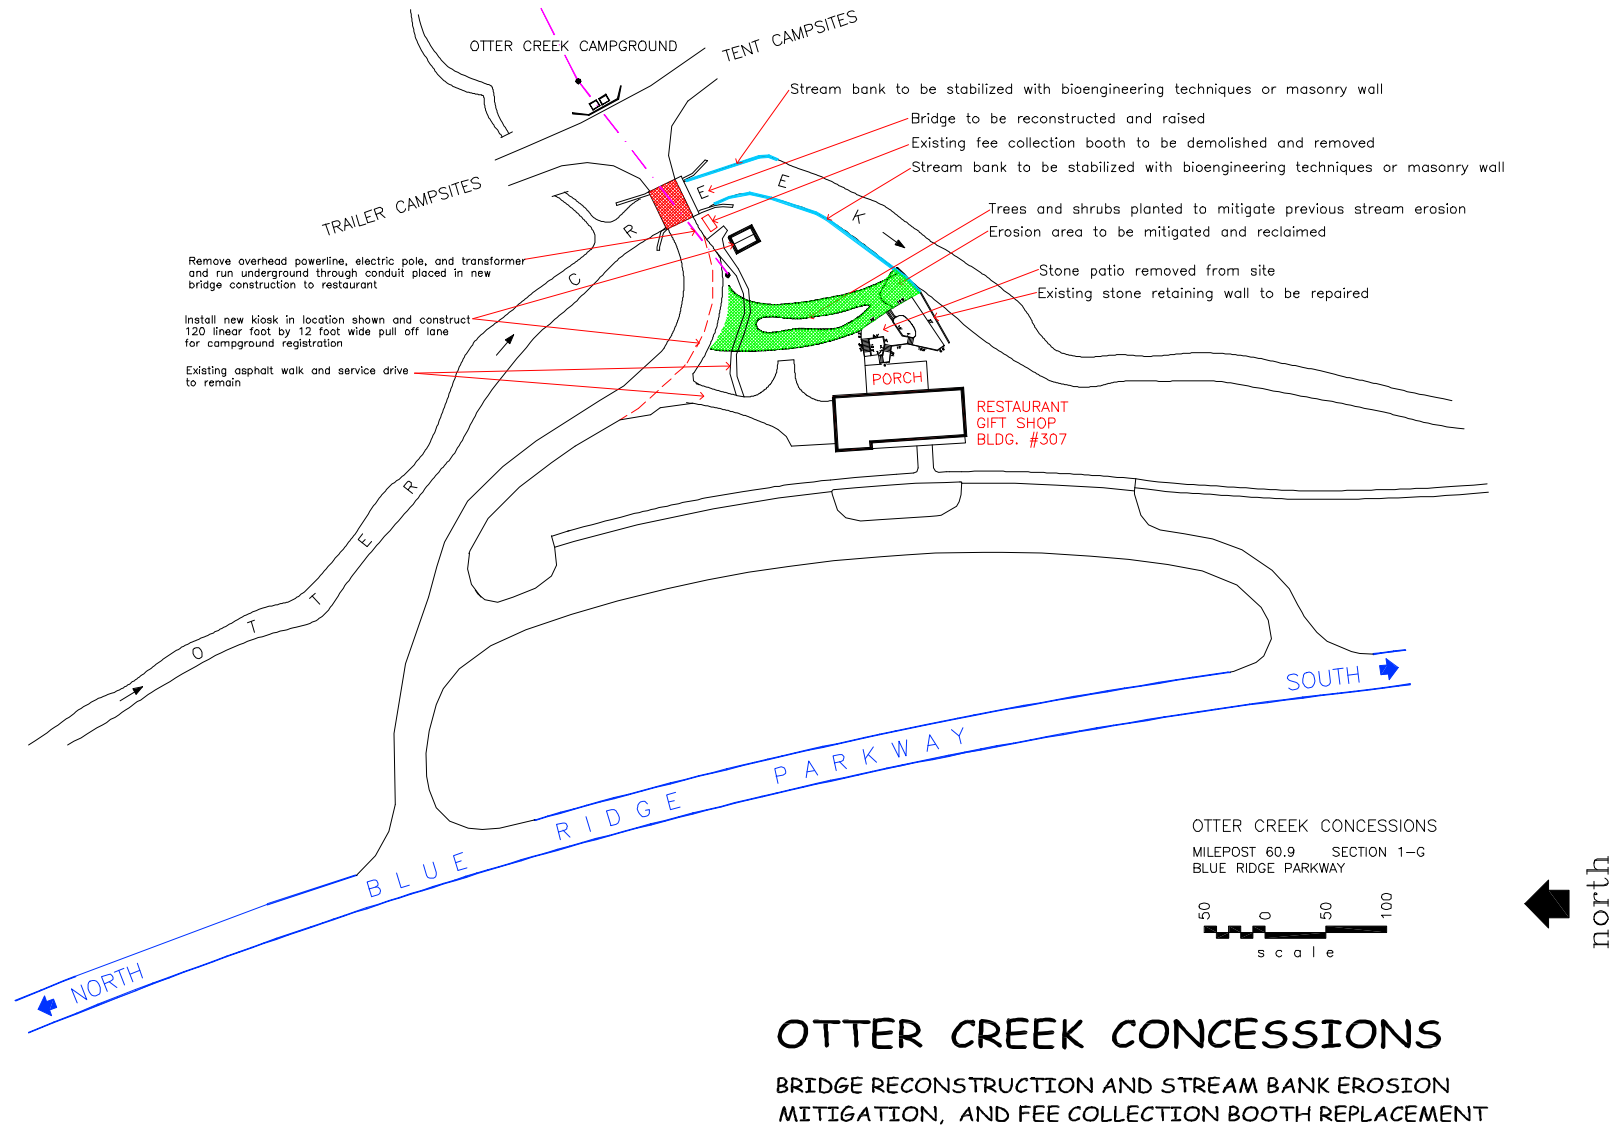 OTTER CREEK CAMPGROUND
TENT CAMPSITES
TRAILER CAMPSITES
Stream bank to be stabilized with bioengineering techniques or masonry wall
Bridge to be reconstructed and raised
Existing fee collection booth to be demolished and removed
Stream bank to be stabilized with bioengineering techniques or masonry wall
Trees and shrubs planted to mitigate previous stream erosion
Erosion area to be mitigated and reclaimed
Stone patio removed from site
Existing stone retaining wall to be repaired
Remove overhead powerline, electric pole, and transformer
and run underground through conduit placed in new
bridge construction to restaurant
Install new kiosk in location shown and construct
120 linear foot by 12 foot wide pull off lane
for campground registration
Existing asphalt walk and service drive
to remain
OTTER CREEK
PORCH
RESTAURANT
GIFT SHOP
BLDG. #307
SOUTH
BLUE RIDGE PARKWAY
NORTH
OTTER CREEK CONCESSIONS
MILEPOST 60.9 SECTION 1-G
BLUE RIDGE PARKWAY
50 0 50 100
scale
north
OTTER CREEK CONCESSIONS
BRIDGE RECONSTRUCTION AND STREAM BANK EROSION
MITIGATION, AND FEE COLLECTION BOOTH REPLACEMENT